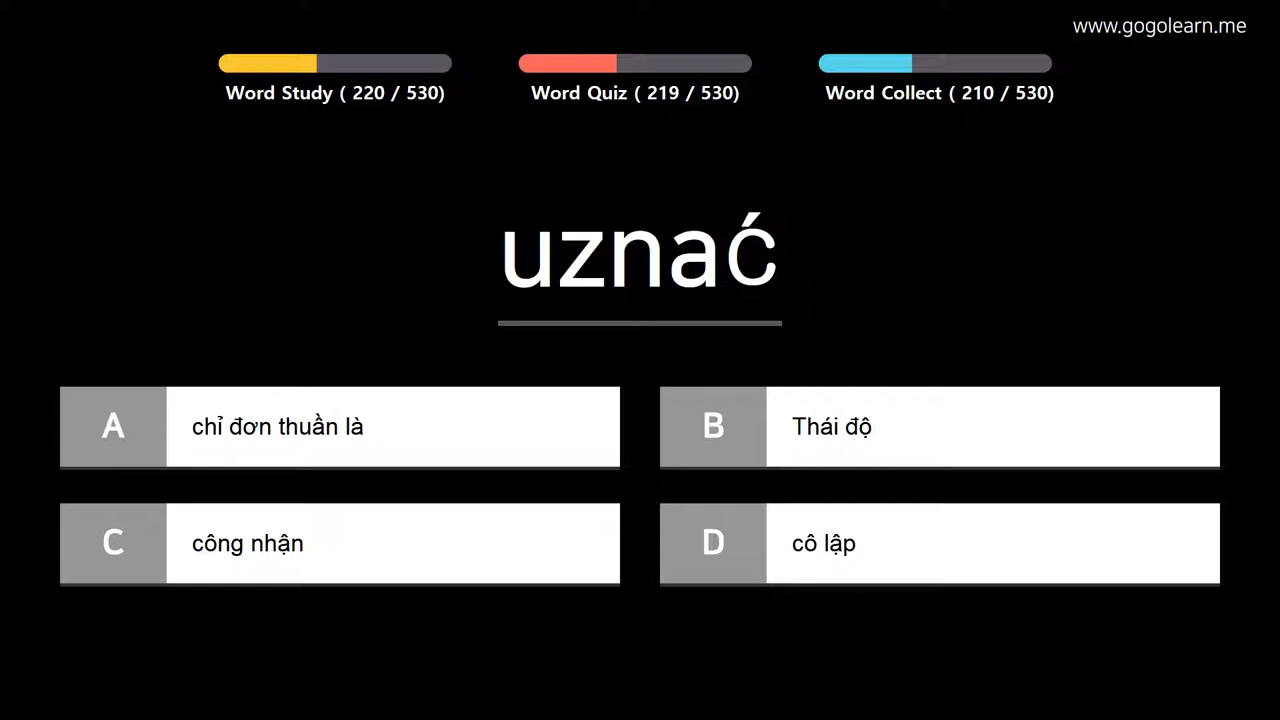 www.gogolearn.me
Word Study ( 220 / 530)
Word Quiz ( 219 / 530)
Word Collect ( 210 / 530)
uznać
A
chỉ đơn thuần là
B
Thái độ
C
công nhận
D
cô lập